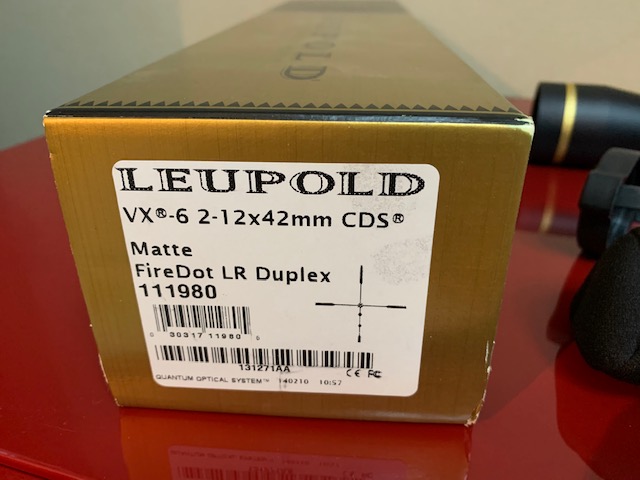 LEUPOLD
LEUPOLD
VX®-6 2-12x42mm CDS®
Matte
FireDot LR Duplex
111980
0 30317 11980 5
131271AA
CE FC
QUANTUM OPTICAL SYSTEM™ 140210 10:57